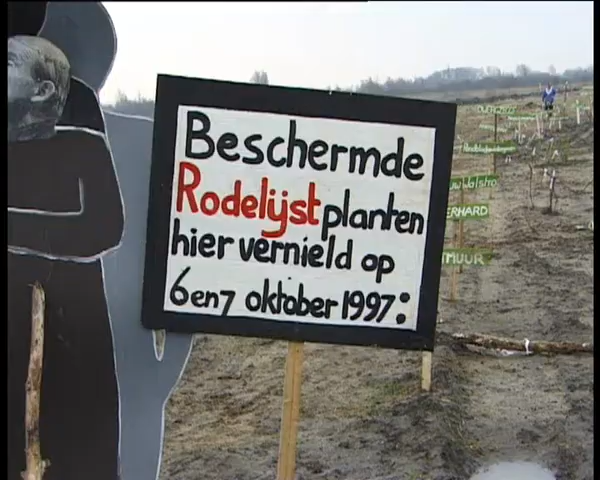 Beschermde
Rodelijst planten
hier vernield op
6 en 7 oktober 1997: